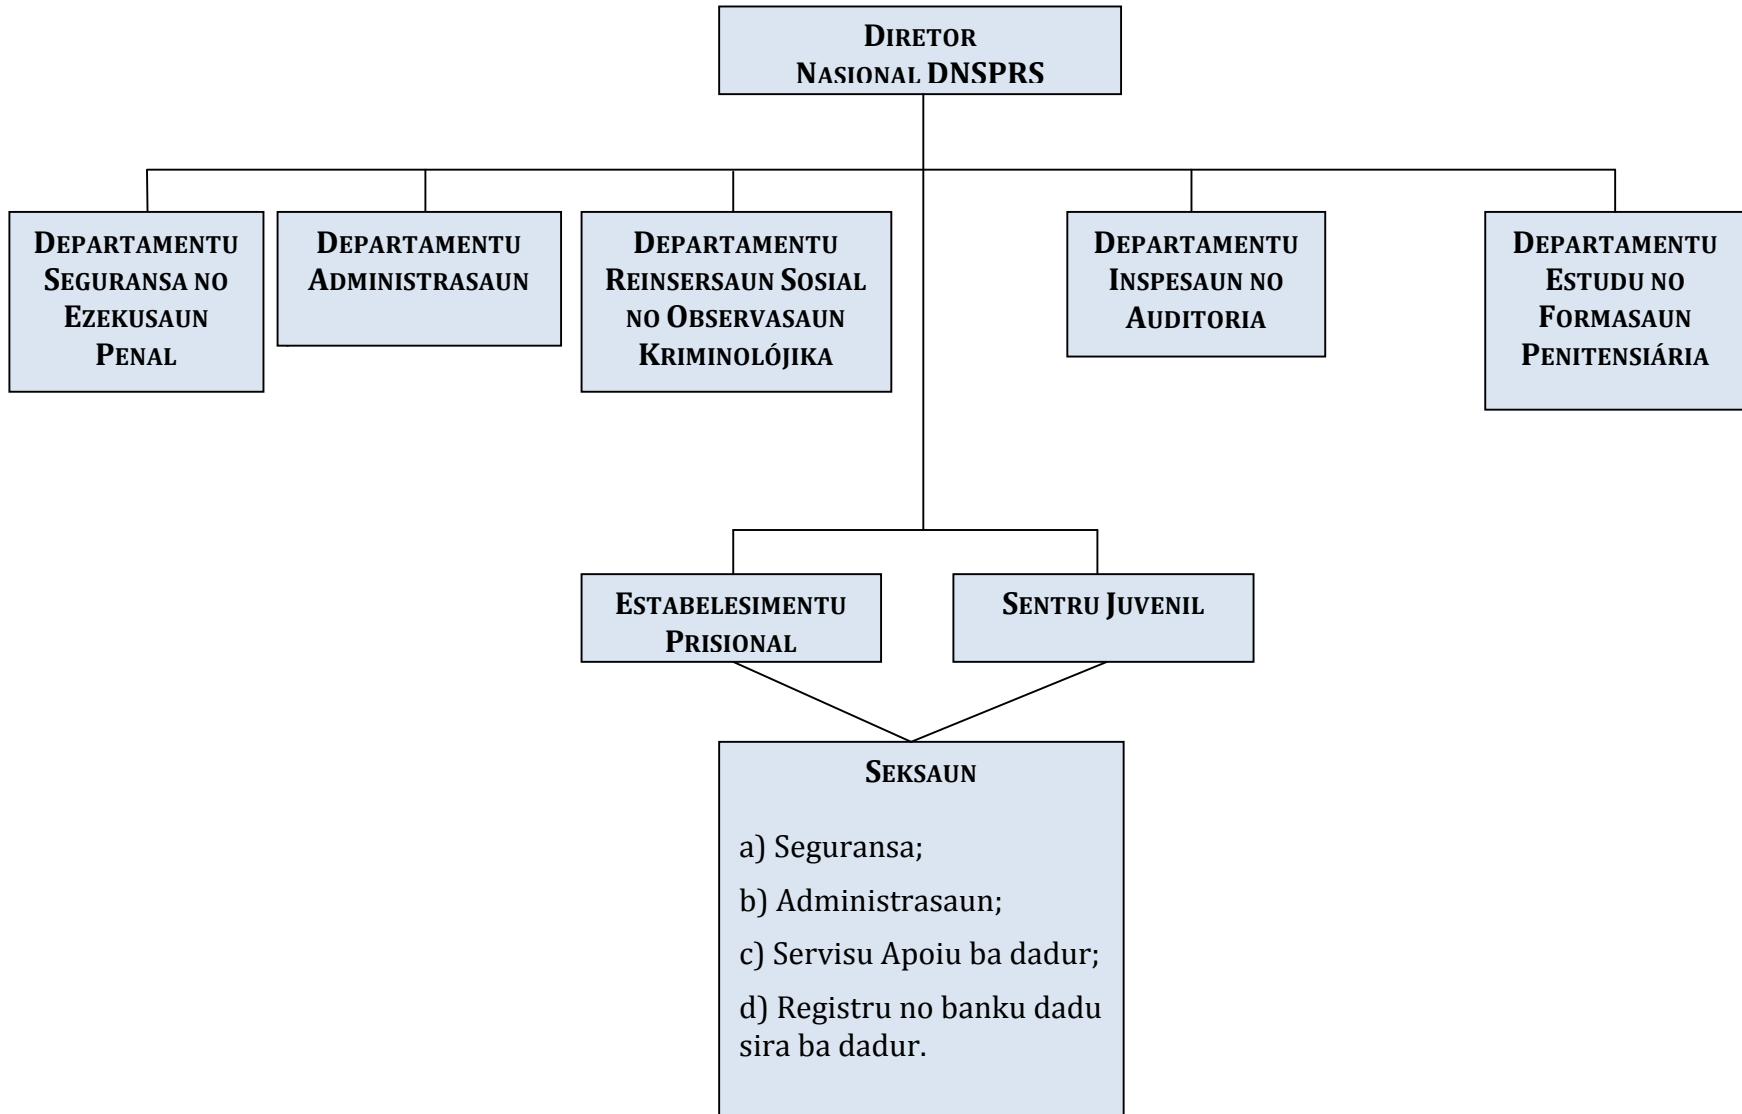 DIRETOR
NASIONAL DNSPRS
DEPARTAMENTU
SEGURANSA NO
EZEKUSAUN
PENAL
DEPARTAMENTU
ADMINISTRASAUN
DEPARTAMENTU
REINSERSAUN SOSIAL
NO OBSERVASAUN
KRIMINOLÓJIKA
DEPARTAMENTU
INSPESAUN NO
AUDITORIA
DEPARTAMENTU
ESTUDU NO
FORMASAUN
PENITENSIÁRIA
ESTABELESIMENTU
PRISIONAL
SENTRU JUVENIL
SEKSAUN
a) Seguransa;
b) Administrasaun;
c) Servisu Apoiu ba dadur;
d) Registru no banku dadu
sira ba dadur.